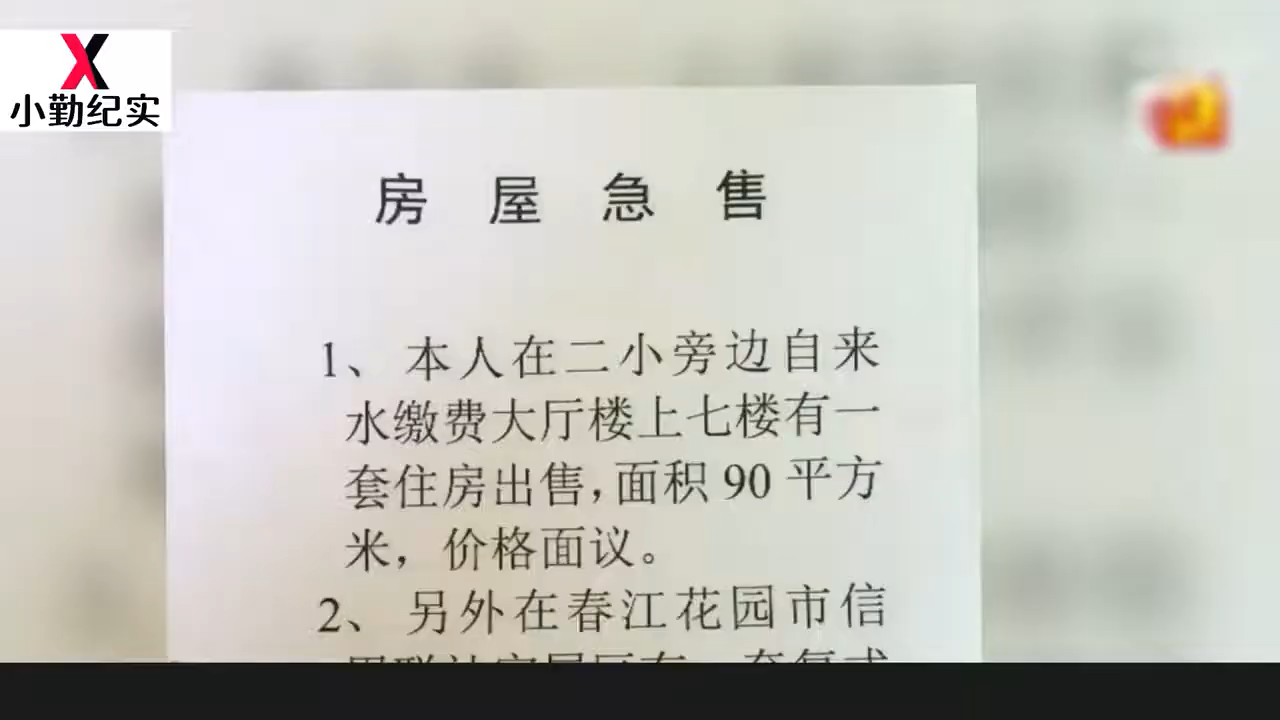 X
小勤纪实
房屋急售
1、本人在二小旁边自来
水缴费大厅楼上七楼有一
套住房出售,面积90平方
米，价格面议。
2、另外在春江花园市信